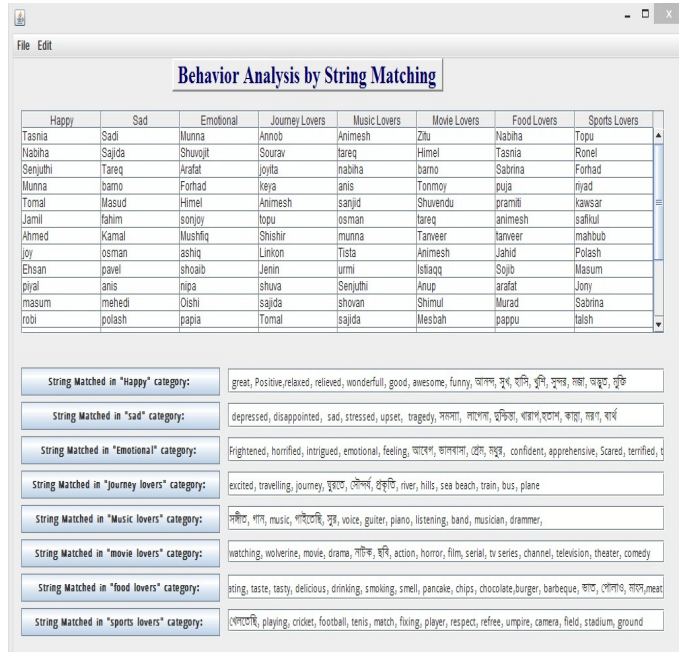 File Edit
Behavior Analysis by String Matching
Happy Sad Emotional Journey Lovers Music Lovers Movie Lovers Food Lovers Sports Lovers
Tasnia Sadi Munna Annob Animesh Zitu Nabiha Topu
Nabiha Sajida Shuvojit Sourav tareq Himel Tasnia Ronel
Senjuthi Tareq Arafat joyita nabiha barno Sabrina Forhad
Munna barno Forhad keya anis Tonmoy puja riyad
Tomal Masud Himel Animesh sanjid Shuvendu pramiti kawsar
Jamil fahim sonjoy topu osman tareq animesh safikul
Ahmed Kamal Mushfiq Shishir munna Tanveer tanveer mahbub
joy osman ashiq Linkon Tista Animesh Jahid Polash
Ehsan pavel shoaib Jenin urmi Istiaqq Sojib Masum
piyal anis nipa shuva Senjuthi Anup arafat Jony
masum mehedi Oishi sajida shovan Shimul Murad Sabrina
robi polash papia Tomal sajida Mesbah pappu talsh
String Matched in "Happy" category: great, Positive,relaxed, relieved, wonderfull, good, awesome, funny, আনন্দ, সুখ, হাসি, খুশি, সুন্দর, মজা, অদ্ভুত, মুক্তি
String Matched in "sad" category: depressed, disappointed, sad, stressed, upset, tragedy, সমস্যা, লাগেনা, দুশ্চিন্তা, খারাপ,হতাশ, কান্না, মরণ, ব্যর্থ
String Matched in "Emotional" category: Frightened, horrified, intrigued, emotional, feeling, আবেগ, ভালবাসা, প্রেম, মধুর, confident, apprehensive, Scared, terrified, t
String Matched in "Journey lovers" category: excited, travelling, journey, ঘুরতে, সৌন্দর্য, প্রকৃতি, river, hills, sea beach, train, bus, plane
String Matched in "Music lovers" category: সঙ্গীত, গান, music, গাইতেছি, সুর, voice, guiter, piano, listening, band, musician, drammer,
String Matched in "movie lovers" category: watching, wolverine, movie, drama, নাটক, ছবি, action, horror, film, serial, tv series, channel, television, theater, comedy
String Matched in "food lovers" category: ating, taste, tasty, delicious, drinking, smoking, smell, pancake, chips, chocolate,burger, barbeque, ভাত, পোলাও, মাংস,meat
String Matched in "sports lovers" category: খেলতেছি, playing, cricket, football, tenis, match, fixing, player, respect, refree, umpire, camera, field, stadium, ground